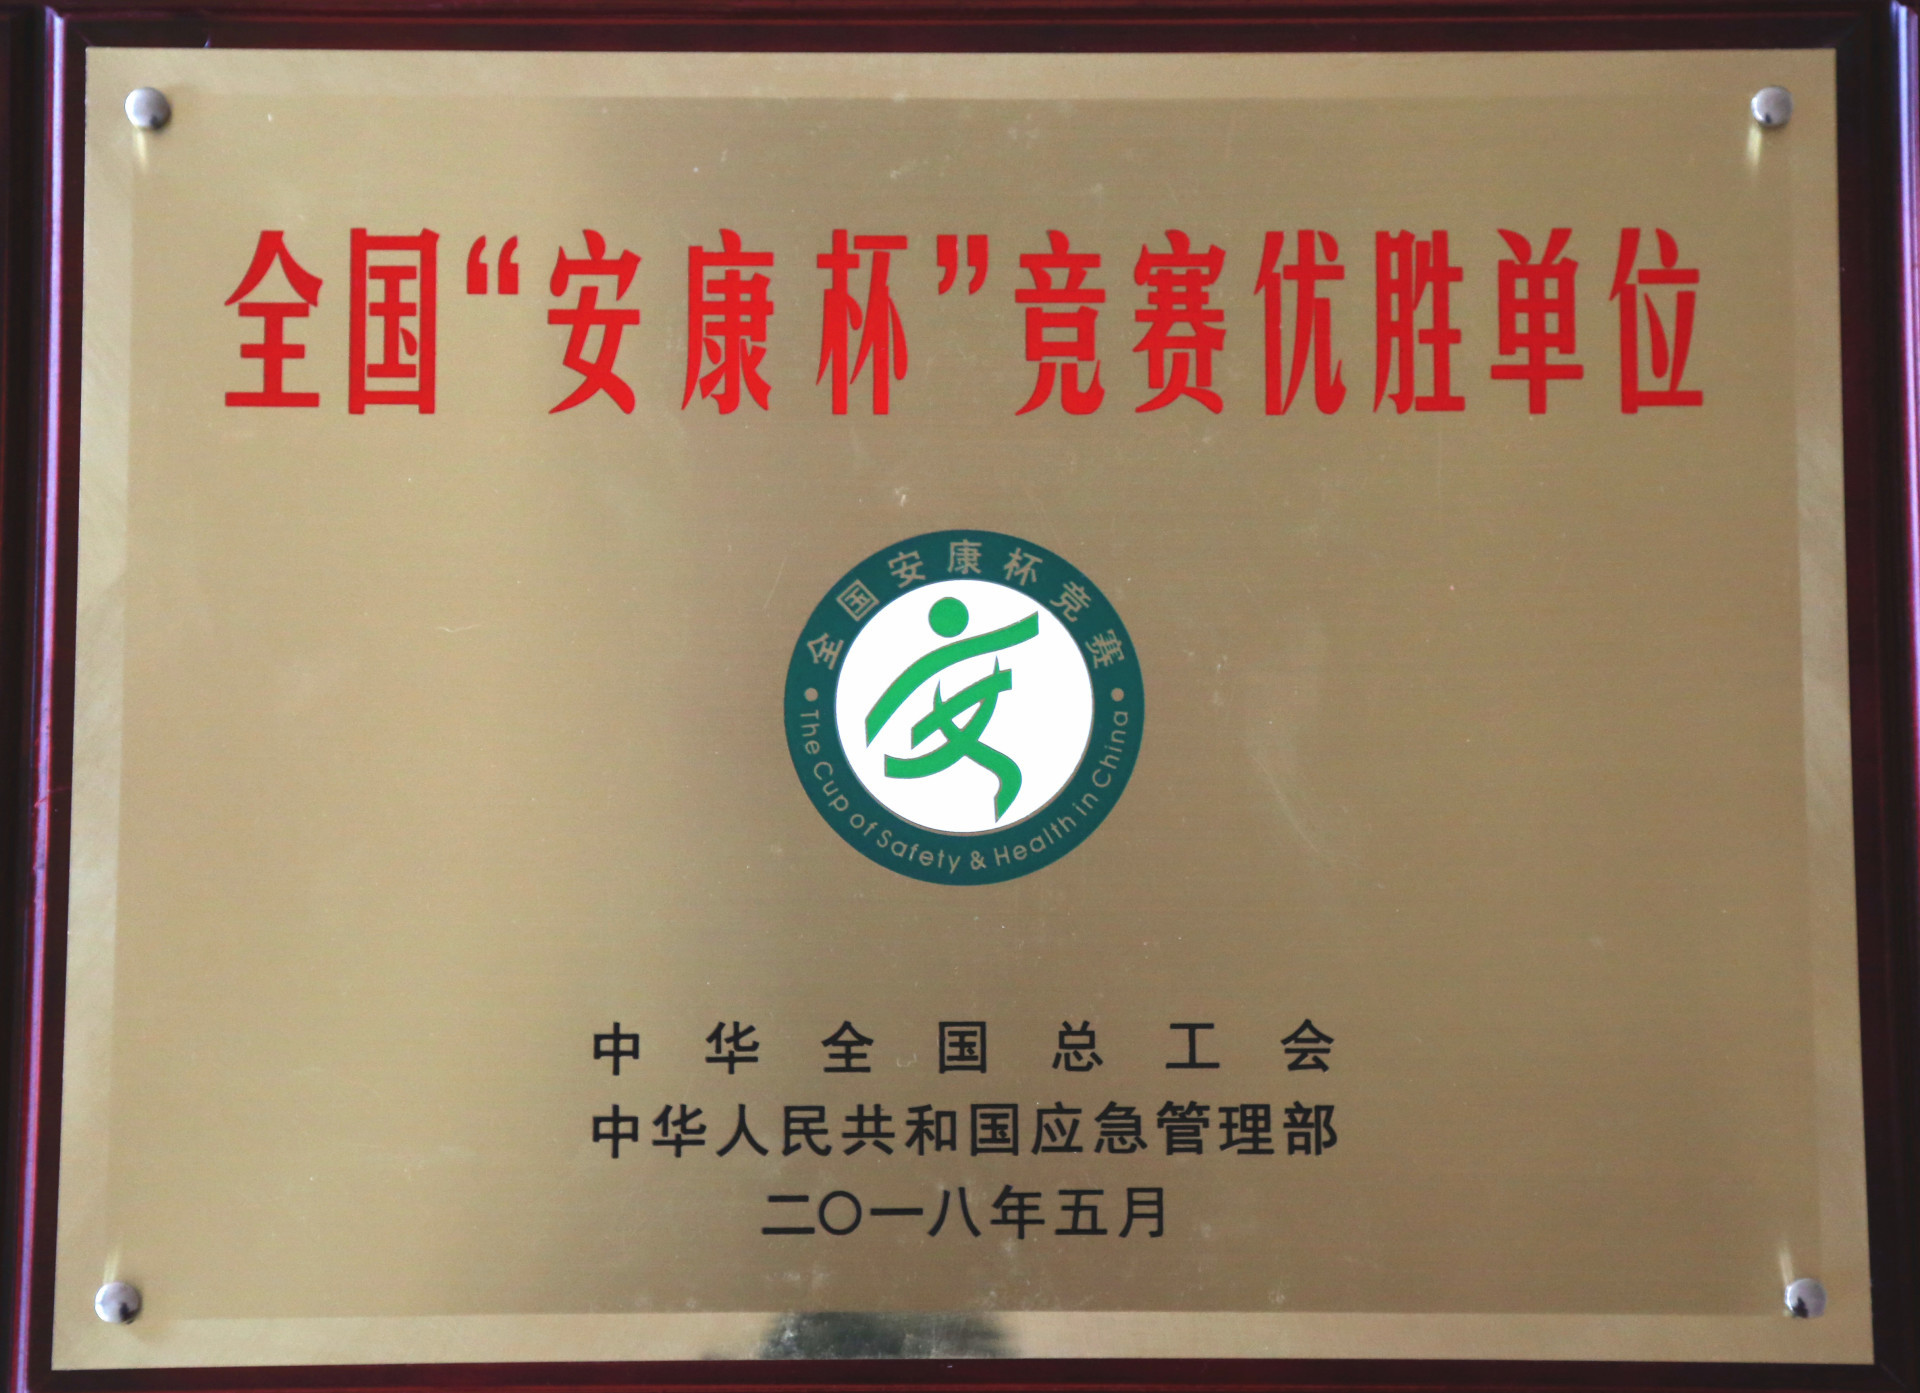 全国“安康杯”竞赛优胜单位
全国安康杯竞赛
The Cup of Safety & Health in China
中华全国总工会
中华人民共和国应急管理部
二〇一八年五月